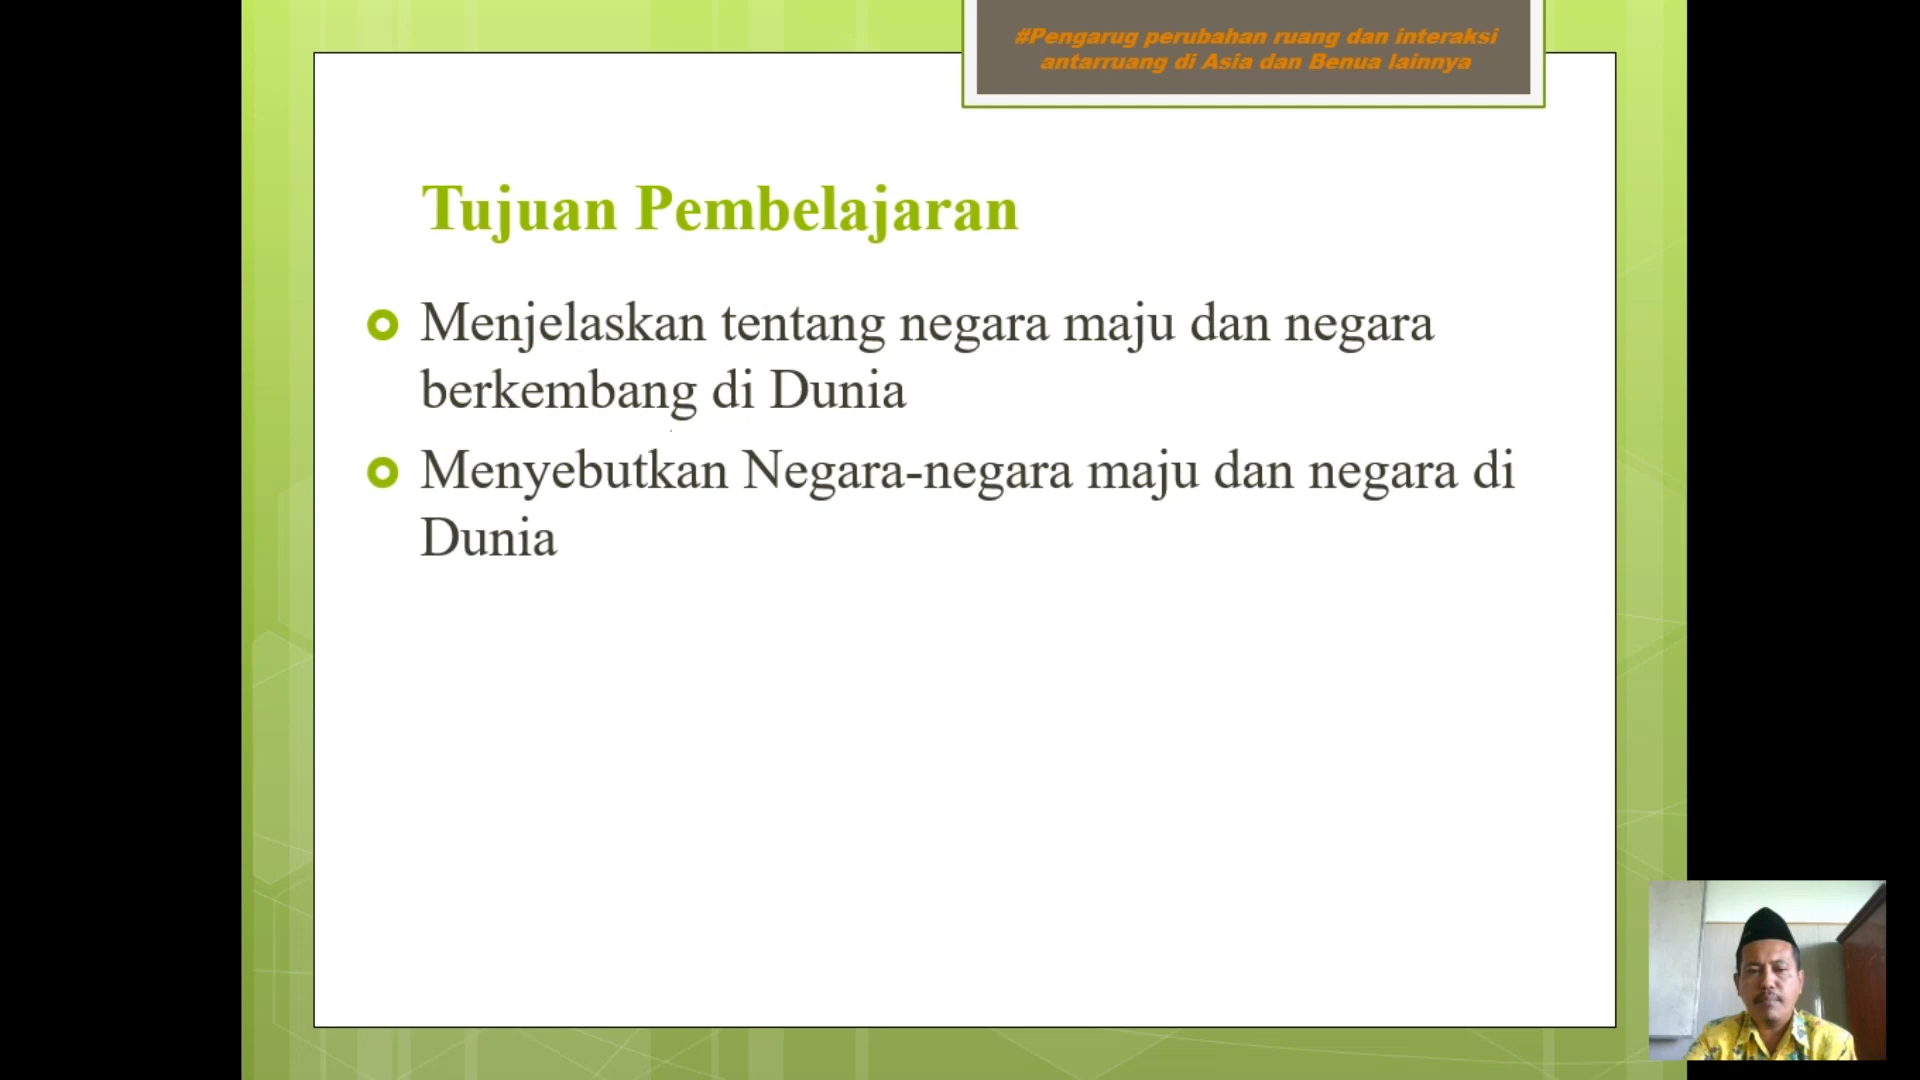 #Pengarug perubahan ruang dan interaksi
antarruang di Asia dan Benua lainnya
Tujuan Pembelajaran
Menjelaskan tentang negara maju dan negara
berkembang di Dunia
Menyebutkan Negara-negara maju dan negara di
Dunia